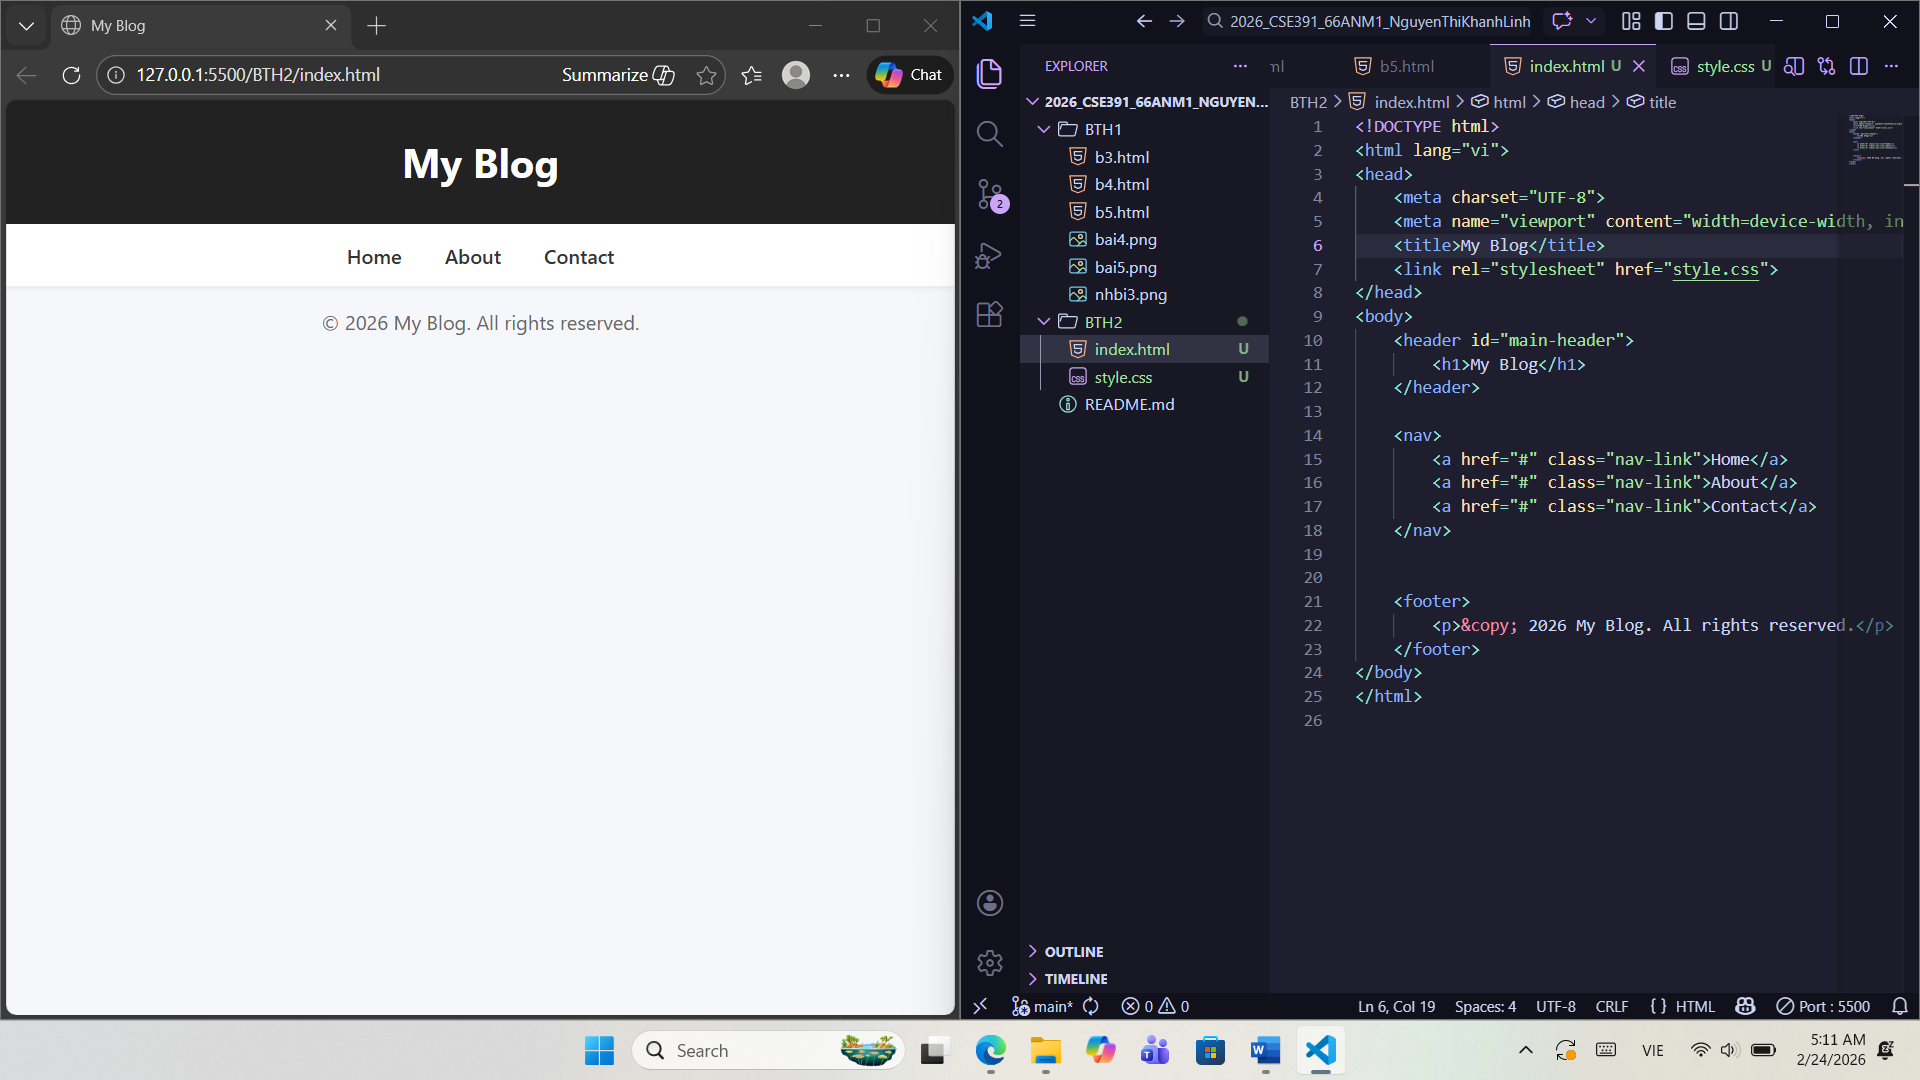 My Blog
127.0.0.1:5500/BTH2/index.html
Summarize
Chat
My Blog
Home
About
Contact
© 2026 My Blog. All rights reserved.
2026_CSE391_66ANM1_NguyenThiKhanhLinh
EXPLORER
ml
b5.html
index.html U
style.css U
2026_CSE391_66ANM1_NGUYEN...
BTH1
b3.html
b4.html
b5.html
bai4.png
bai5.png
nhbi3.png
BTH2
index.html U
style.css U
README.md
2
BTH2 > index.html > html > head > title
1 <!DOCTYPE html>
2 <html lang="vi">
3 <head>
4 <meta charset="UTF-8">
5 <meta name="viewport" content="width=device-width, in
6 <title>My Blog</title>
7 <link rel="stylesheet" href="style.css">
8 </head>
9 <body>
10 <header id="main-header">
11 <h1>My Blog</h1>
12 </header>
13
14 <nav>
15 <a href="#" class="nav-link">Home</a>
16 <a href="#" class="nav-link">About</a>
17 <a href="#" class="nav-link">Contact</a>
18 </nav>
19
20
21 <footer>
22 <p>&copy; 2026 My Blog. All rights reserved.</p>
23 </footer>
24 </body>
25 </html>
26
OUTLINE
TIMELINE
main*
0
0
Ln 6, Col 19
Spaces: 4
UTF-8
CRLF
{ } HTML
Port : 5500
Search
VIE
5:11 AM
2/24/2026